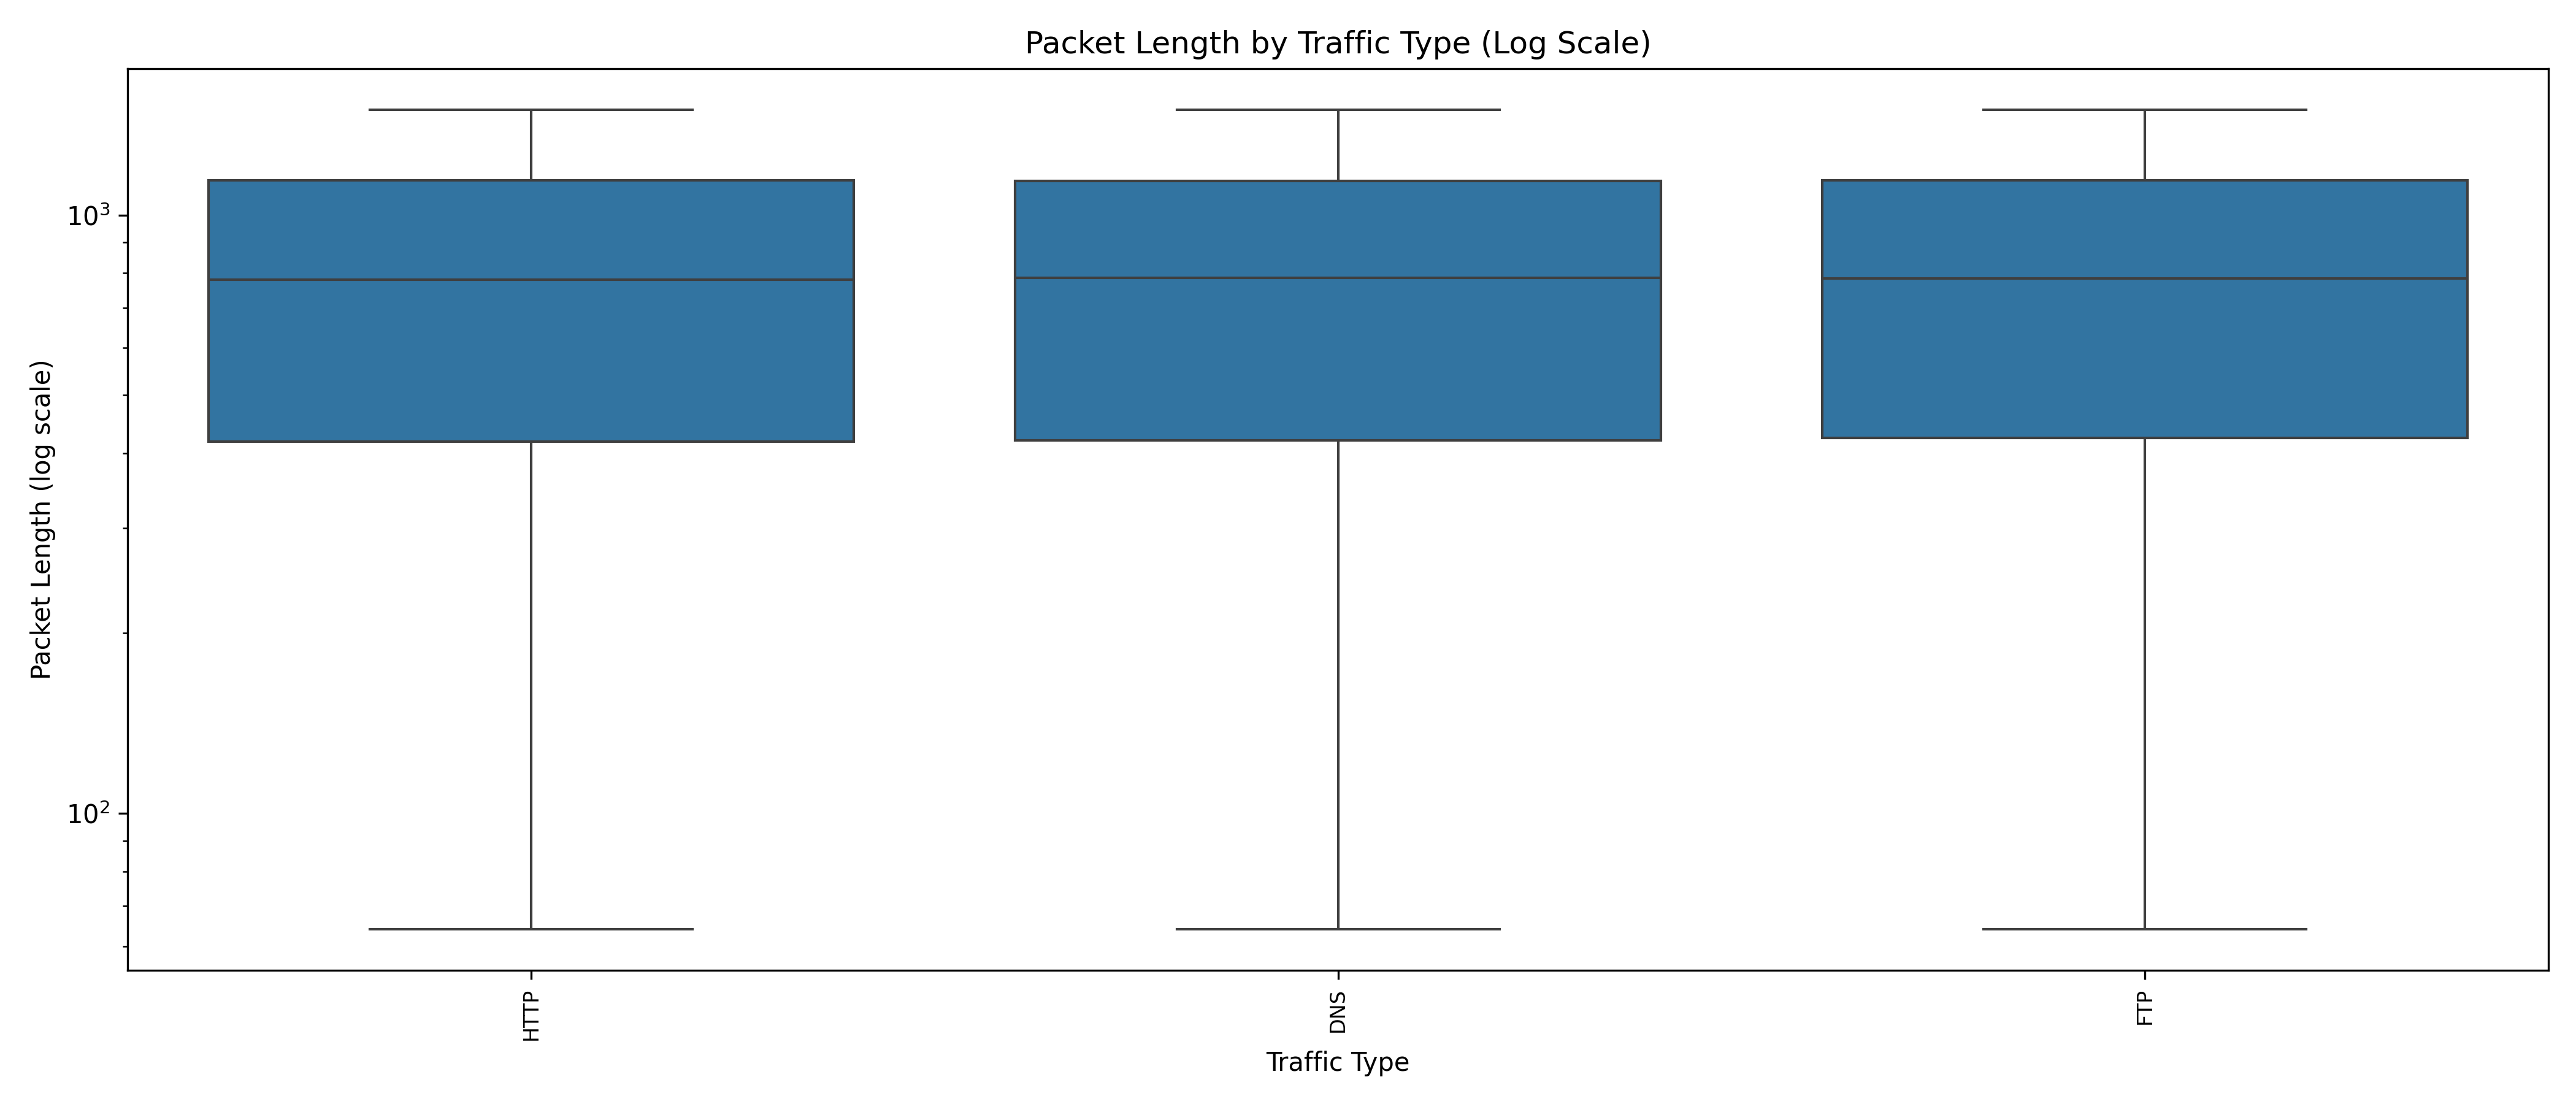 Packet Length by Traffic Type (Log Scale)
Packet Length (log scale)
10³
10²
HTTP
DNS
FTP
Traffic Type